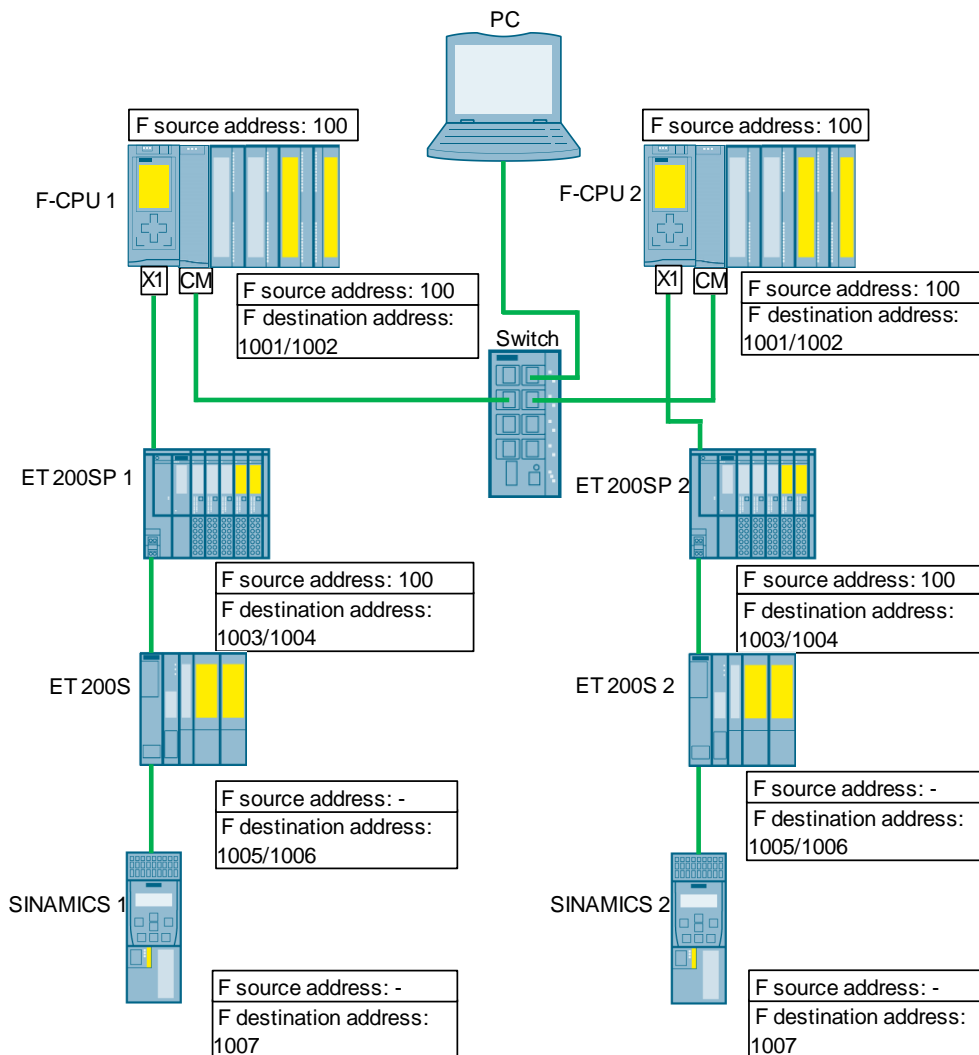 PC
F source address: 100
F source address: 100
F-CPU 1
F-CPU 2
X1
CM
X1
CM
F source address: 100
F destination address:
1001/1002
F source address: 100
F destination address:
1001/1002
Switch
ET 200SP 1
ET 200SP 2
F source address: 100
F destination address:
1003/1004
F source address: 100
F destination address:
1003/1004
ET 200S
ET 200S 2
F source address: -
F destination address:
1005/1006
F source address: -
F destination address:
1005/1006
SINAMICS 1
SINAMICS 2
F source address: -
F destination address:
1007
F source address: -
F destination address:
1007